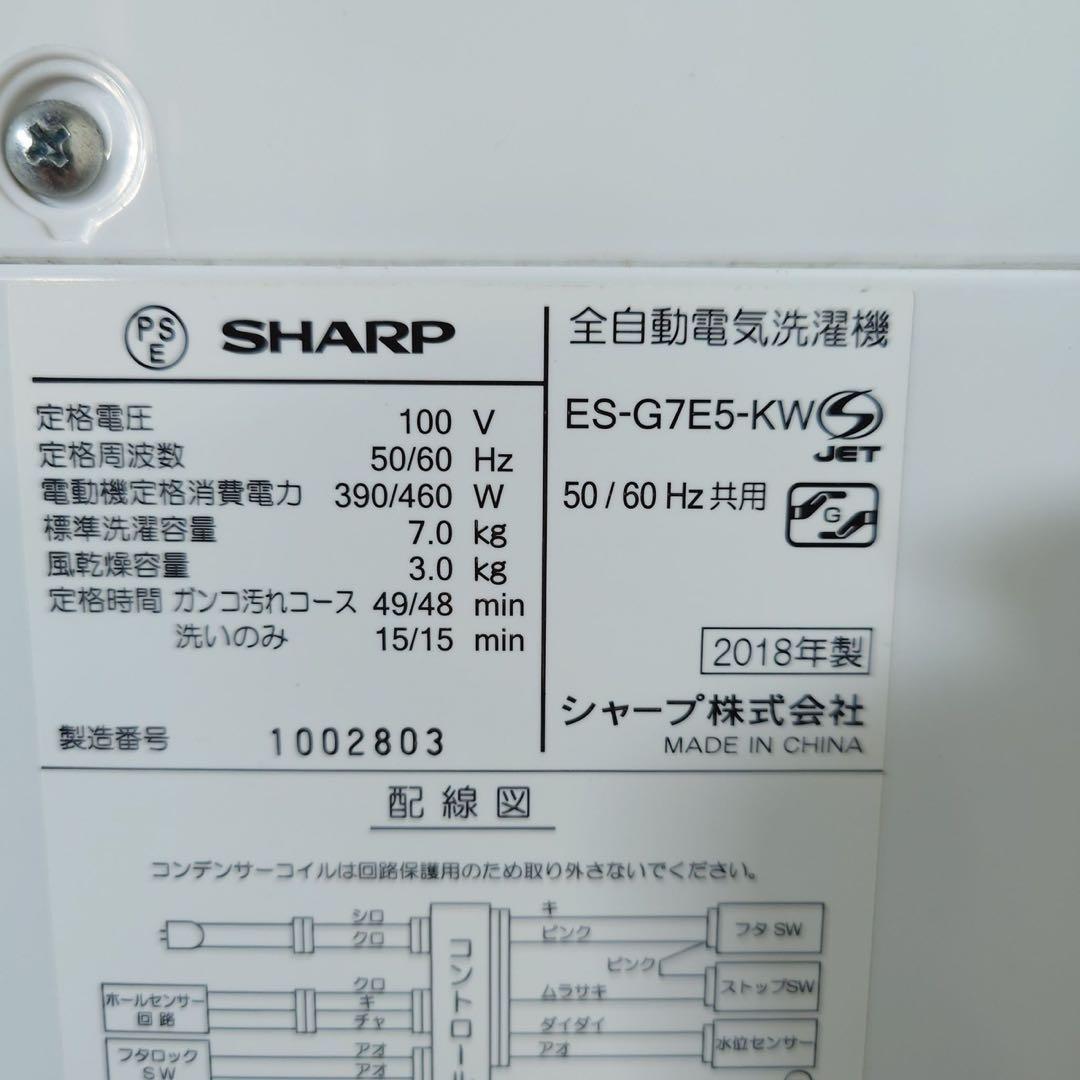 PSE SHARP
定格電圧 100 V
定格周波数 50/60 Hz
電動機定格消費電力 390/460 W
標準洗濯容量 7.0 kg
風乾燥容量 3.0 kg
定格時間 ガンコ汚れコース 49/48 min
洗いのみ 15/15 min
製造番号 1002803
全自動電気洗濯機
ES-G7E5-KW S JET
50 / 60 Hz 共用 G
2018年製
シャープ株式会社
MADE IN CHINA
配線図
コンデンサーコイルは回路保護用のため取り外さないでください。
シロ
クロ
クロ
キ
チャ
アオ
アオ
ホールセンサー
回路
フタロック
SW
コントロール
キ
ピンク
ピンク
ムラサキ
ダイダイ
アオ
フタ SW
ストップSW
水位センサー